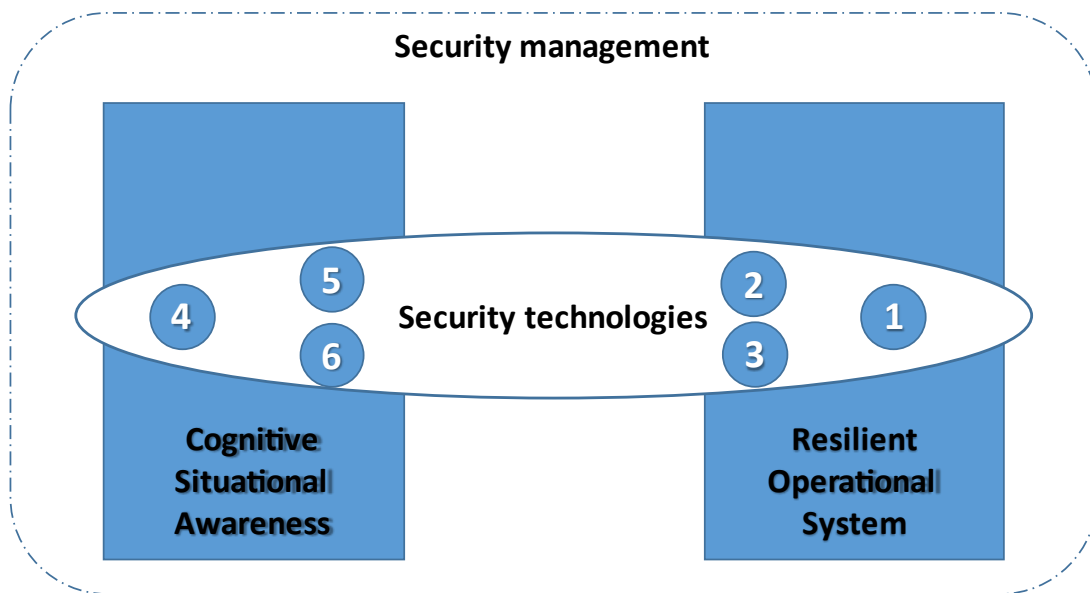 Security management
5
2
4
Security technologies
1
6
3
Cognitive
Situational
Awareness
Resilient
Operational
System